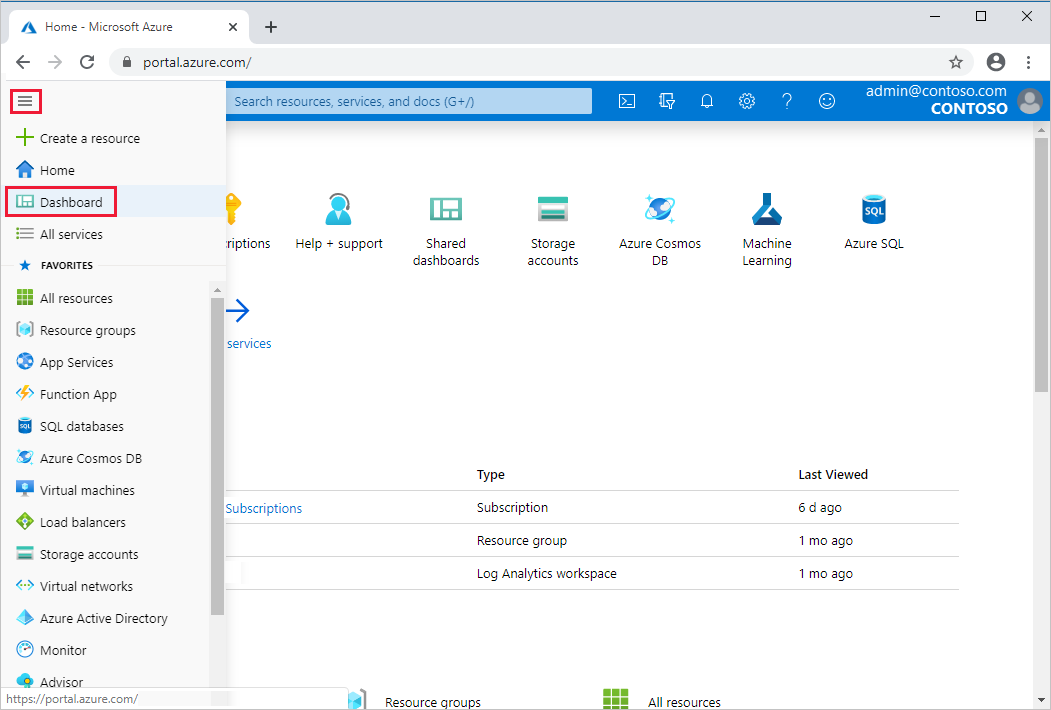 Home - Microsoft Azure
portal.azure.com/
Search resources, services, and docs (G+/)
admin@contoso.com
CONTOSO
Create a resource
Home
Dashboard
All services
FAVORITES
All resources
Resource groups
App Services
Function App
SQL databases
Azure Cosmos DB
Virtual machines
Load balancers
Storage accounts
Virtual networks
Azure Active Directory
Monitor
Advisor
https://portal.azure.com/
criptions
Help + support
Shared
dashboards
Storage
accounts
Azure Cosmos
DB
Machine
Learning
SQL
Azure SQL
services
Type
Last Viewed
Subscriptions
Subscription
6 d ago
Resource group
1 mo ago
Log Analytics workspace
1 mo ago
Resource groups
All resources